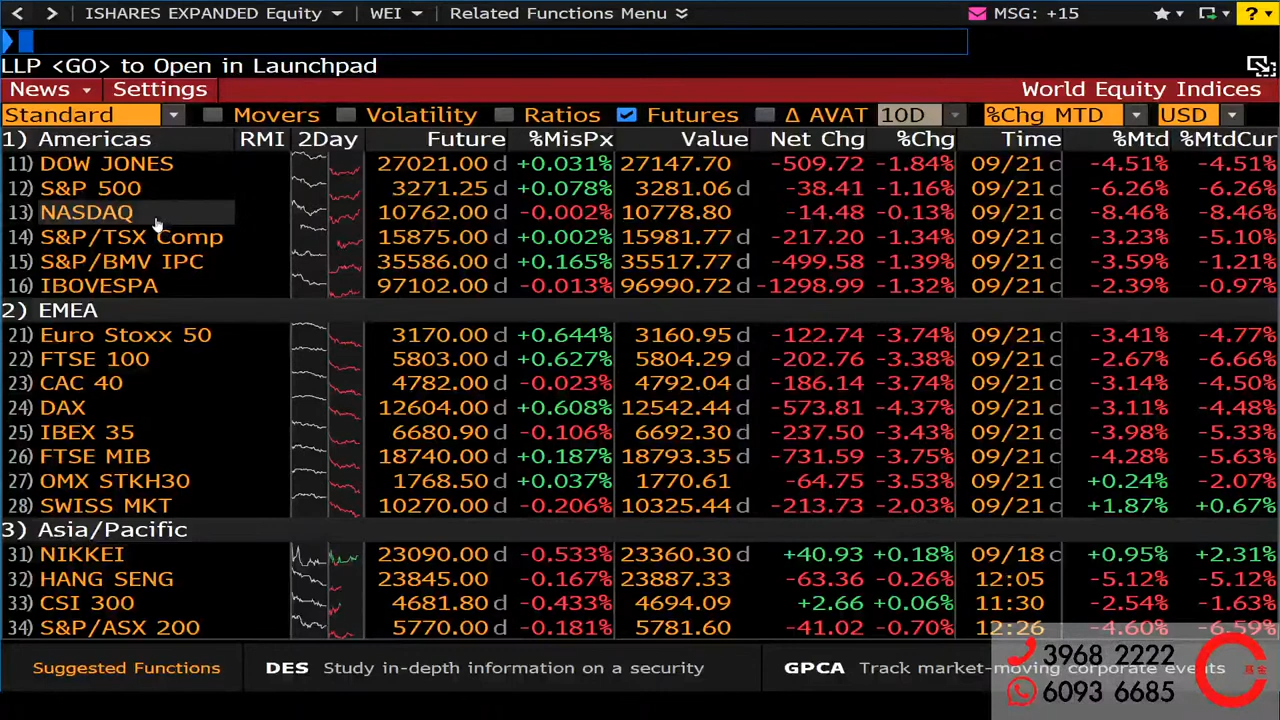 ISHARES EXPANDED Equity WEI Related Functions Menu MSG: +15 ?
LLP <GO> to Open in Launchpad
News Settings World Equity Indices
Standard Movers Volatility Ratios Futures Δ AVAT 10D %Chg MTD USD
1) Americas RMI 2Day Future %MisPx Value Net Chg %Chg Time %Mtd %MtdCur
11) DOW JONES 27021.00 d +0.031% 27147.70 -509.72 -1.84% 09/21 c -4.51% -4.51%
12) S&P 500 3271.25 d +0.078% 3281.06 d -38.41 -1.16% 09/21 c -6.26% -6.26%
13) NASDAQ 10762.00 d -0.002% 10778.80 -14.48 -0.13% 09/21 c -8.46% -8.46%
14) S&P/TSX Comp 15875.00 d +0.002% 15981.77 d -217.20 -1.34% 09/21 c -3.23% -5.10%
15) S&P/BMV IPC 35586.00 d +0.165% 35517.77 d -499.58 -1.39% 09/21 c -3.59% -1.21%
16) IBOVESPA 97102.00 d -0.013% 96990.72 d -1298.99 -1.32% 09/21 c -2.39% -0.97%
2) EMEA
21) Euro Stoxx 50 3170.00 d +0.644% 3160.95 d -122.74 -3.74% 09/21 c -3.41% -4.77%
22) FTSE 100 5803.00 d +0.627% 5804.29 d -202.76 -3.38% 09/21 c -2.67% -6.66%
23) CAC 40 4782.00 d -0.023% 4792.04 d -186.14 -3.74% 09/21 c -3.14% -4.50%
24) DAX 12604.00 d +0.608% 12542.44 d -573.81 -4.37% 09/21 c -3.11% -4.48%
25) IBEX 35 6680.90 d -0.106% 6692.30 d -237.50 -3.43% 09/21 c -3.98% -5.33%
26) FTSE MIB 18740.00 d +0.187% 18793.35 d -731.59 -3.75% 09/21 c -4.28% -5.63%
27) OMX STKH30 1768.50 d +0.037% 1770.61 d -64.75 -3.53% 09/21 c +0.24% -2.07%
28) SWISS MKT 10270.00 d -0.206% 10325.44 d -213.58 -2.03% 09/21 c +1.87% +0.67%
3) Asia/Pacific
31) NIKKEI 23090.00 d -0.533% 23360.30 d +40.93 +0.18% 09/18 c +0.95% +2.31%
32) HANG SENG 23845.00 -0.167% 23887.33 -63.36 -0.26% 12:05 -5.12% -5.12%
33) CSI 300 4681.80 d -0.433% 4694.09 +2.66 +0.06% 11:30 -2.54% -1.63%
34) S&P/ASX 200 5770.00 d -0.181% 5781.60 -41.02 -0.70% 12:26 -4.60% -6.59%
Suggested Functions DES Study in-depth information on a security GPCA Track market-moving corporate events
3968 2222
6093 6685